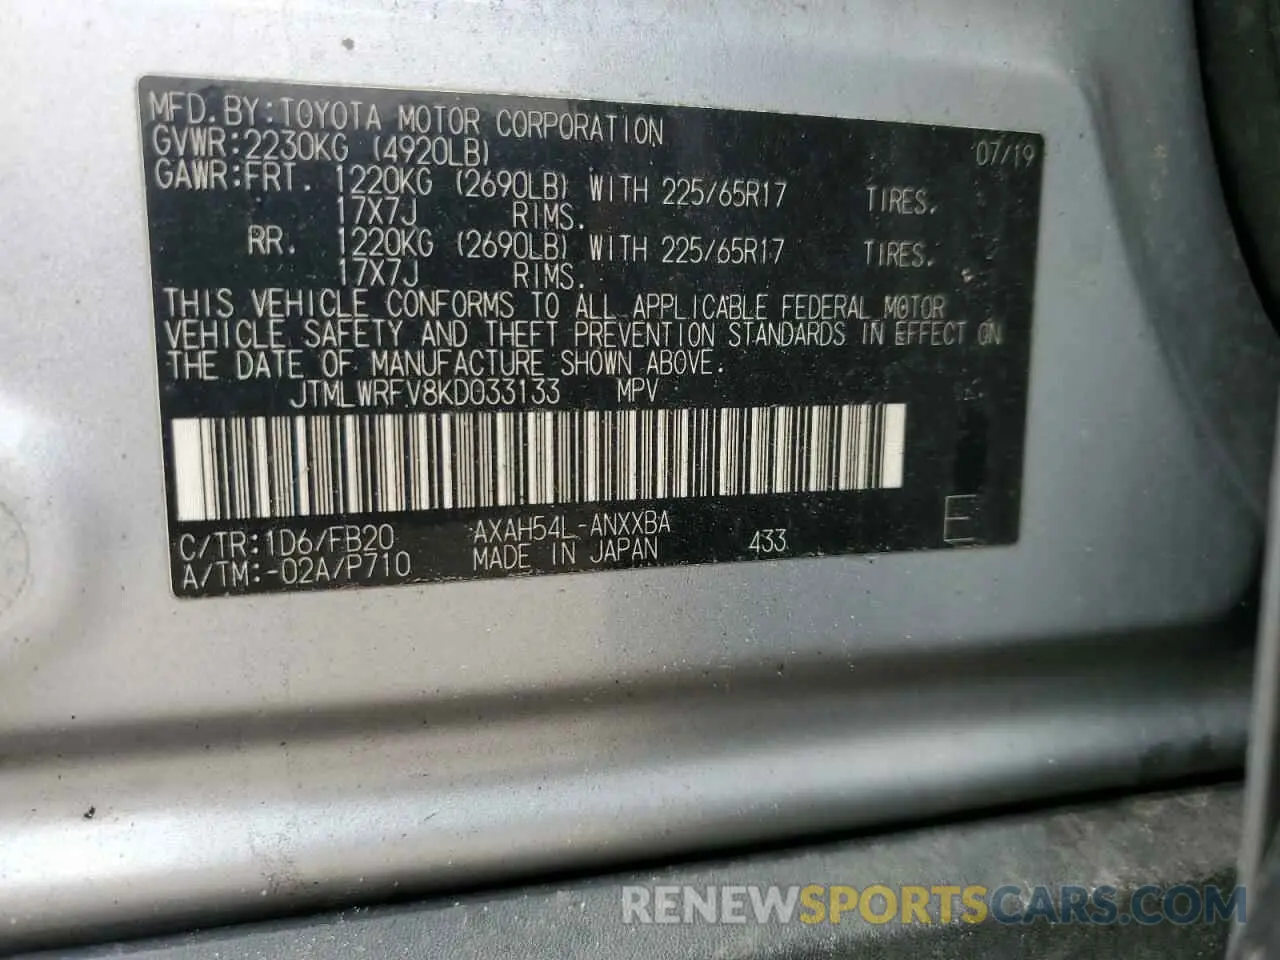 MFD.BY:TOYOTA MOTOR CORPORATION 07/19
GVWR:2230KG (4920LB)
GAWR:FRT. 1220KG (2690LB) WITH 225/65R17 TIRES.
17X7J RIMS.
RR. 1220KG (2690LB) WITH 225/65R17 TIRES.
17X7J RIMS.
THIS VEHICLE CONFORMS TO ALL APPLICABLE FEDERAL MOTOR
VEHICLE SAFETY AND THEFT PREVENTION STANDARDS IN EFFECT ON
THE DATE OF MANUFACTURE SHOWN ABOVE.
JTMLWRFV8KD033133 MPV
C/TR:1D6/FB20 AXAH54L-ANXXBA
A/TM:-02A/P710 MADE IN JAPAN 433 E
RENEWSPORTSCARS.COM